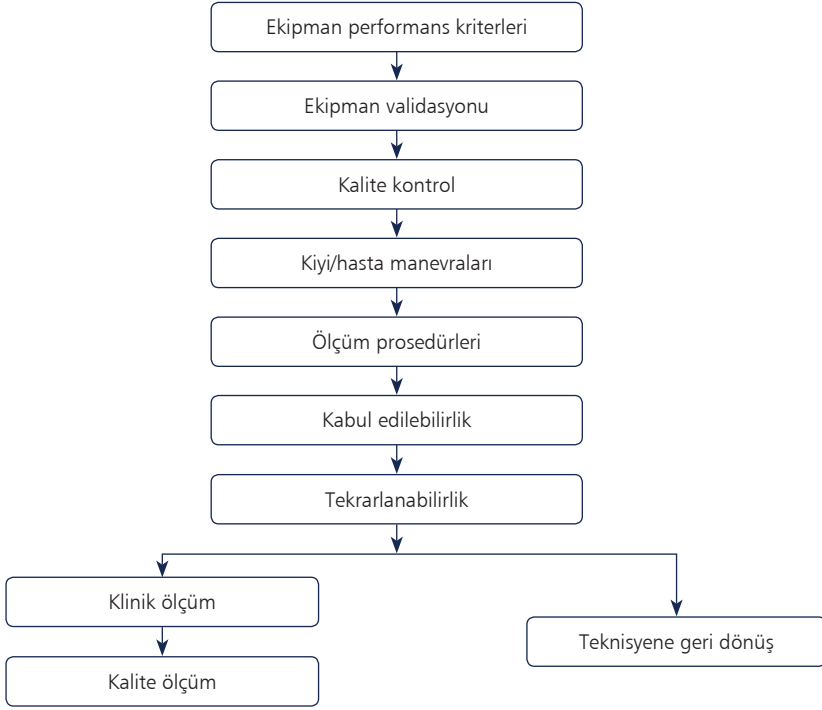 Ekipman performans kriterleri
Ekipman validasyonu
Kalite kontrol
Kiyi/hasta manevraları
Ölçüm prosedürleri
Kabul edilebilirlik
Tekrarlanabilirlik
Klinik ölçüm
Teknisyene geri dönüş
Kalite ölçüm